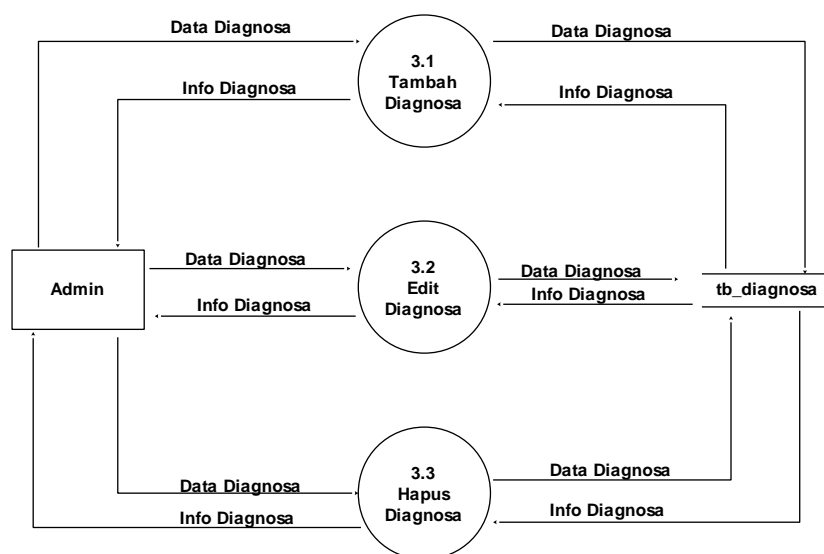 Data Diagnosa
Data Diagnosa
3.1
Tambah
Diagnosa
Info Diagnosa
Info Diagnosa
Data Diagnosa
3.2
Edit
Diagnosa
Data Diagnosa
Admin
Info Diagnosa
Info Diagnosa
tb_diagnosa
3.3
Hapus
Diagnosa
Data Diagnosa
Data Diagnosa
Info Diagnosa
Info Diagnosa